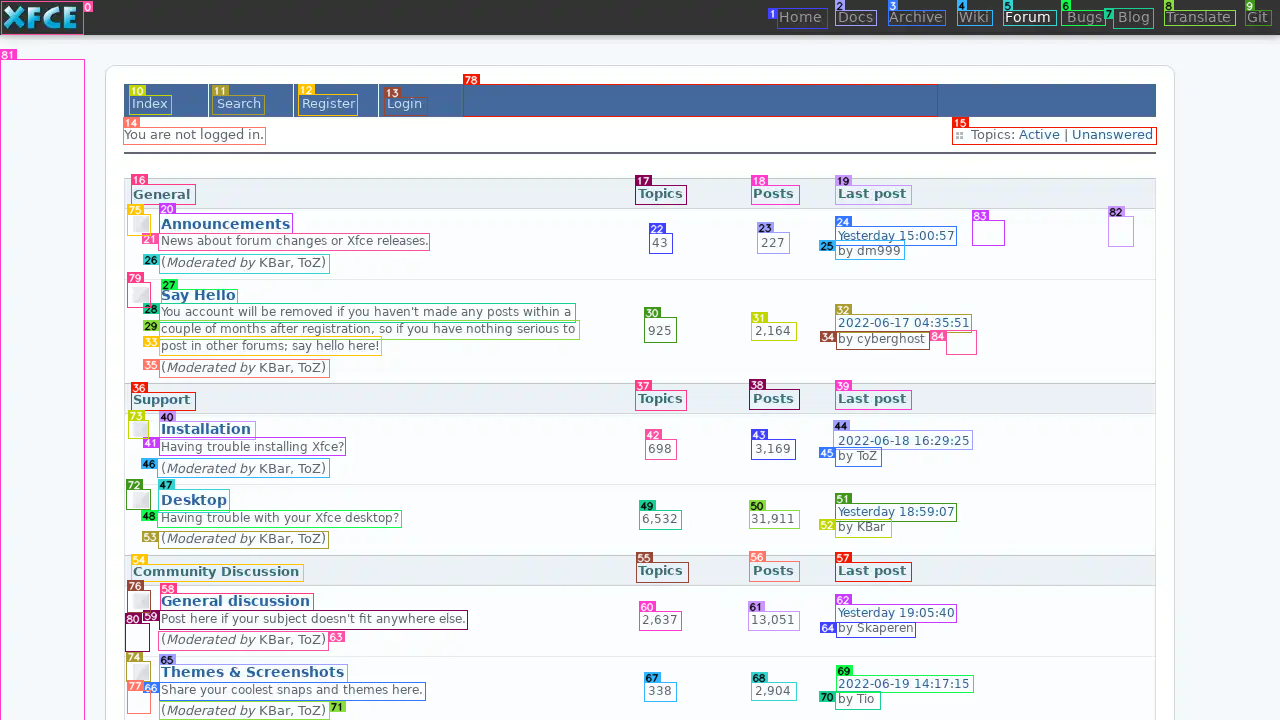 XFCE 0
1 Home 2 Docs 3 Archive 4 Wiki 5 Forum 6 Bugs 7 Blog 8 Translate 9 Git
81
10 Index 11 Search 12 Register 13 Login 78
14 You are not logged in. 15 Topics: Active | Unanswered
16 General 17 Topics 18 Posts 19 Last post
75 20 Announcements 22 43 23 227 24 Yesterday 15:00:57 83 82
21 News about forum changes or Xfce releases. 25 by dm999
26 (Moderated by KBar, ToZ)
79 27 Say Hello
28 You account will be removed if you haven't made any posts within a
29 couple of months after registration, so if you have nothing serious to 30 925 31 2,164 32 2022-06-17 04:35:51
33 post in other forums; say hello here! 34 by cyberghost 84
35 (Moderated by KBar, ToZ)
36 Support 37 Topics 38 Posts 39 Last post
73 40 Installation 42 698 43 3,169 44 2022-06-18 16:29:25
41 Having trouble installing Xfce? 45 by ToZ
46 (Moderated by KBar, ToZ)
72 47 Desktop 49 6,532 50 31,911 51 Yesterday 18:59:07
48 Having trouble with your Xfce desktop? 52 by KBar
53 (Moderated by KBar, ToZ)
54 Community Discussion 55 Topics 56 Posts 57 Last post
76 58 General discussion 60 2,637 61 13,051 62 Yesterday 19:05:40
80 59 Post here if your subject doesn't fit anywhere else. 64 by Skaperen
(Moderated by KBar, ToZ) 63
74 65 Themes & Screenshots 67 338 68 2,904 69 2022-06-19 14:17:15
77 66 Share your coolest snaps and themes here. 70 by Tio
(Moderated by KBar, ToZ) 71